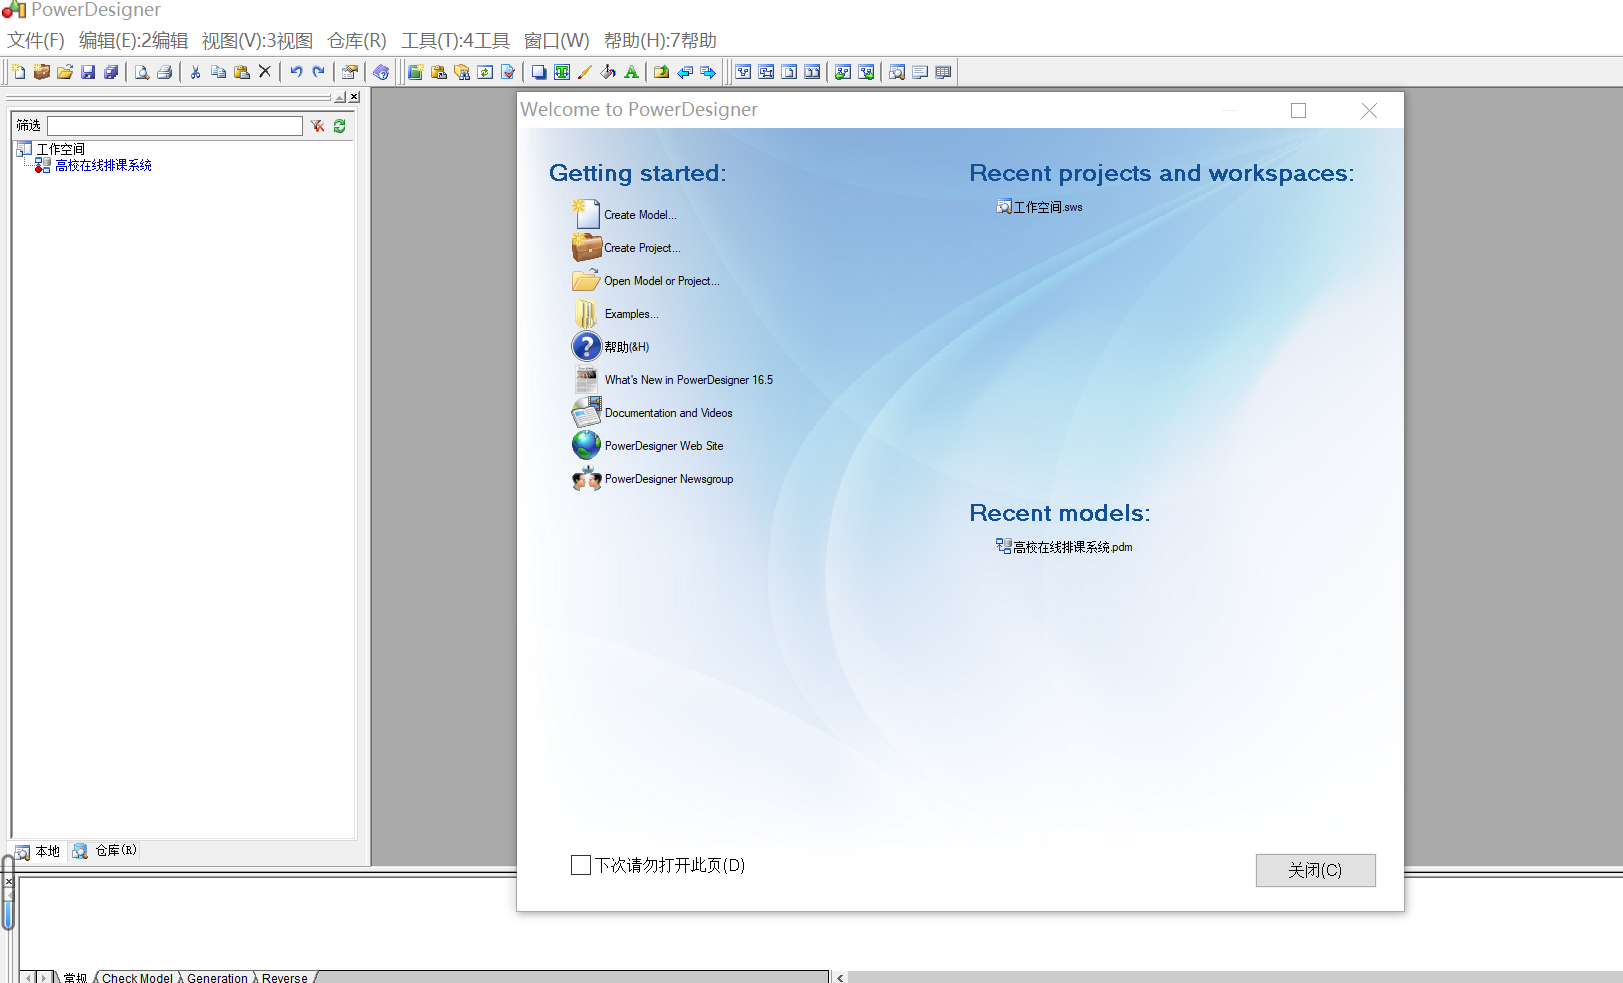 PowerDesigner
文件(F) 编辑(E):2编辑 视图(V):3视图 仓库(R) 工具(T):4工具 窗口(W) 帮助(H):7帮助
筛选
工作空间
高校在线排课系统
本地 仓库(R)
Welcome to PowerDesigner
Getting started:
Create Model...
Create Project...
Open Model or Project...
Examples...
帮助(&H)
What's New in PowerDesigner 16.5
Documentation and Videos
PowerDesigner Web Site
PowerDesigner Newsgroup
Recent projects and workspaces:
工作空间.sws
Recent models:
高校在线排课系统.pdm
下次请勿打开此页(D)
关闭(C)
常规 Check Model Generation Reverse